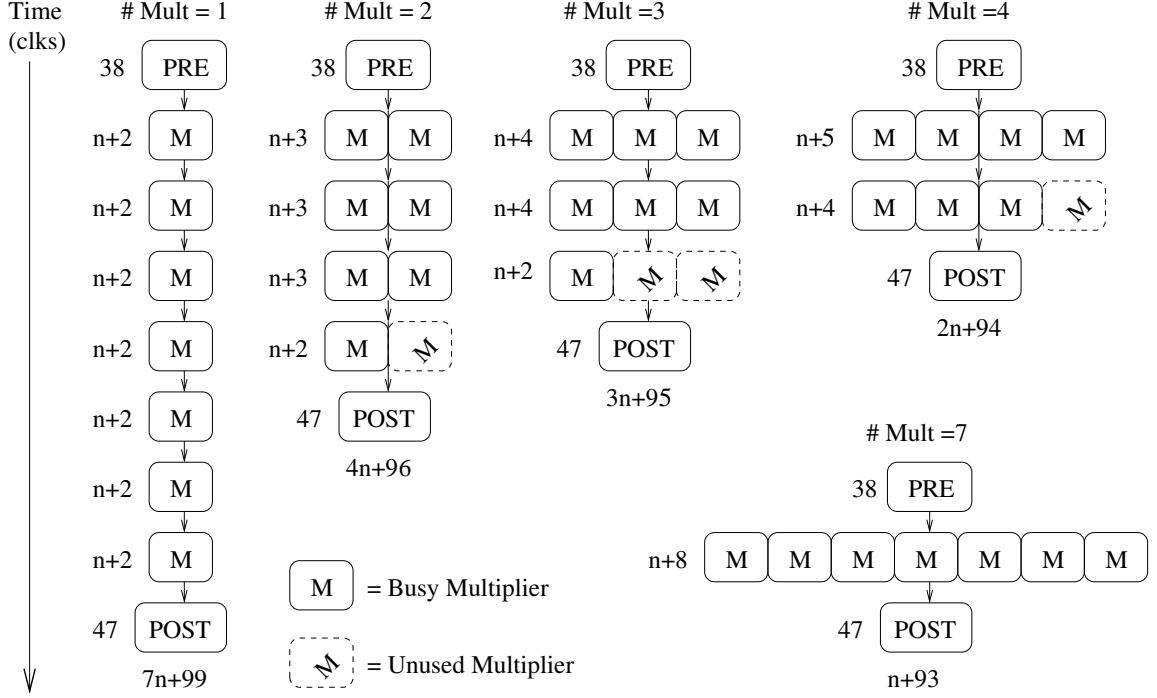 Time
(clks)
# Mult = 1
38 PRE
n+2 M
n+2 M
n+2 M
n+2 M
n+2 M
n+2 M
n+2 M
47 POST
7n+99
# Mult = 2
38 PRE
n+3 M M
n+3 M M
n+3 M M
n+2 M M
47 POST
4n+96
# Mult =3
38 PRE
n+4 M M M
n+4 M M M
n+2 M M M
47 POST
3n+95
# Mult =4
38 PRE
n+5 M M M M
n+4 M M M M
47 POST
2n+94
# Mult =7
38 PRE
n+8 M M M M M M M
47 POST
n+93
M = Busy Multiplier
M = Unused Multiplier